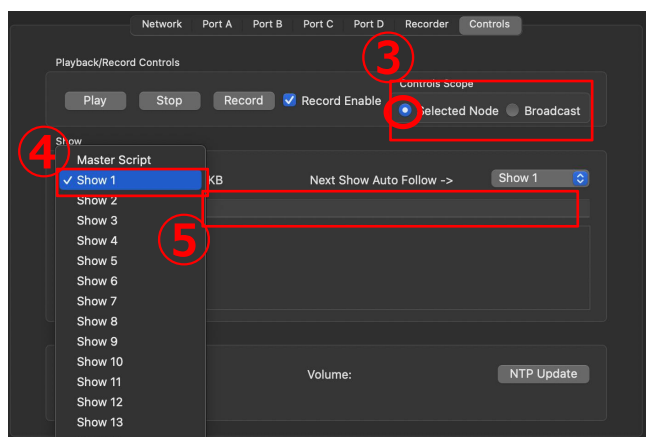 Network Port A Port B Port C Port D Recorder Controls
③
Playback/Record Controls
Controls Scope
Play Stop Record ✓ Record Enable Selected Node Broadcast
④
Show
Master Script
✓ Show 1 KB Next Show Auto Follow -> Show 1
Show 2
Show 3
⑤
Show 4
Show 5
Show 6
Show 7
Show 8
Show 9
Show 10
Show 11 Volume: NTP Update
Show 12
Show 13